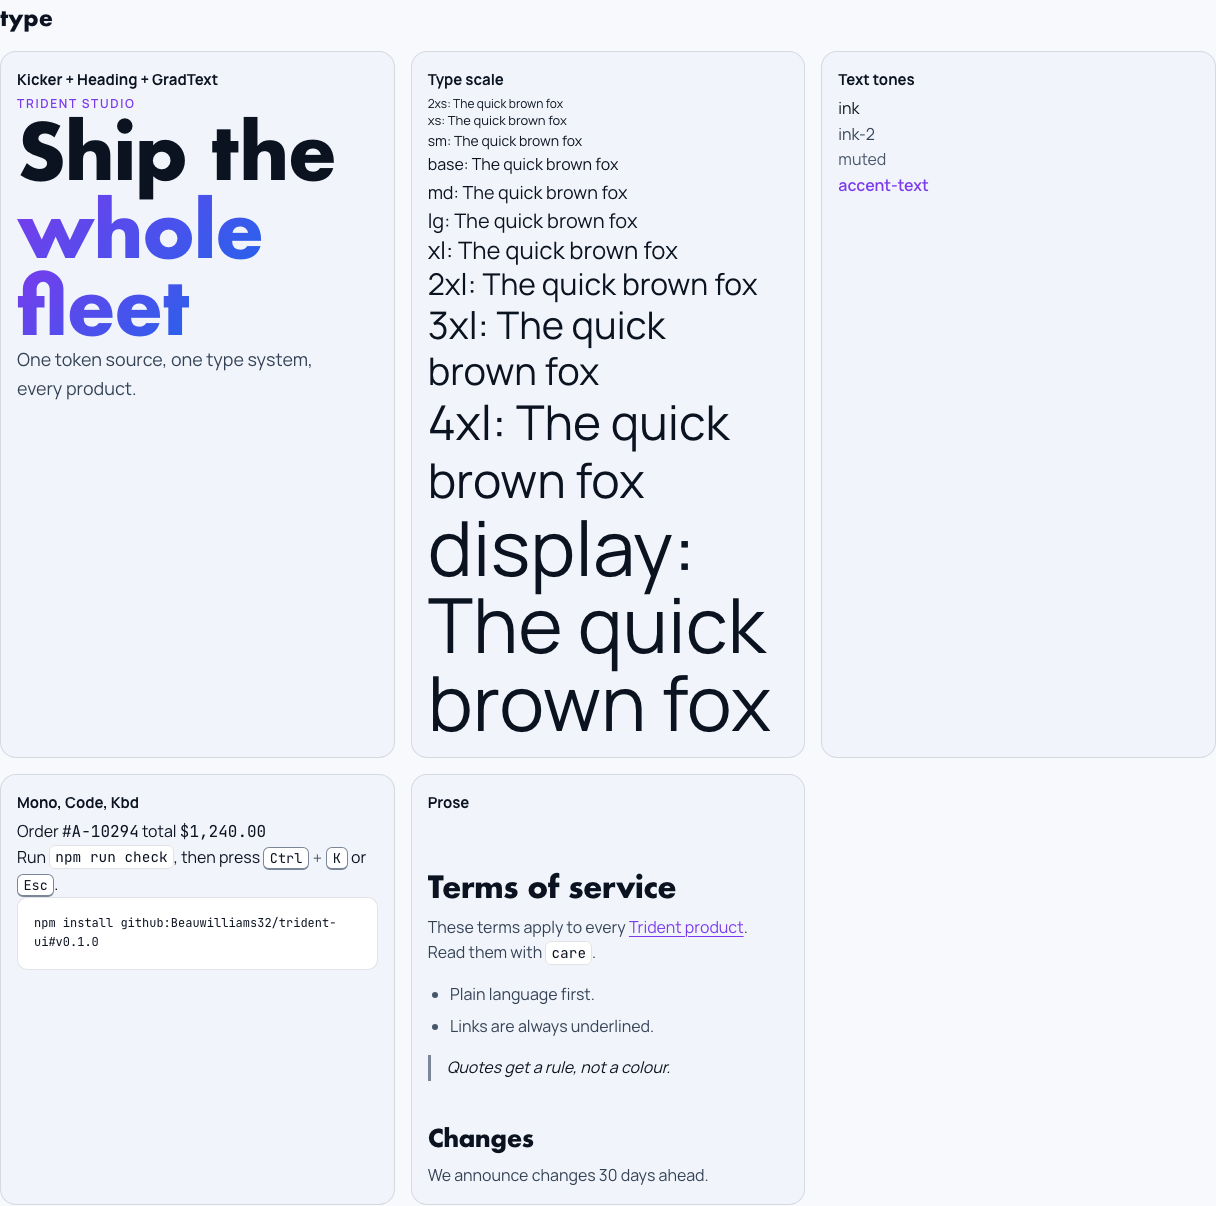 type
Kicker + Heading + GradText
TRIDENT STUDIO
Ship the
whole
fleet
One token source, one type system,
every product.
Type scale
2xs: The quick brown fox
xs: The quick brown fox
sm: The quick brown fox
base: The quick brown fox
md: The quick brown fox
lg: The quick brown fox
xl: The quick brown fox
2xl: The quick brown fox
3xl: The quick
brown fox
4xl: The quick
brown fox
display:
The quick
brown fox
Text tones
ink
ink-2
muted
accent-text
Mono, Code, Kbd
Order #A-10294 total $1,240.00
Run npm run check, then press Ctrl + K or
Esc.
npm install github:Beauwilliams32/trident-
ui#v0.1.0
Prose
Terms of service
These terms apply to every Trident product.
Read them with care.
• Plain language first.
• Links are always underlined.
Quotes get a rule, not a colour.
Changes
We announce changes 30 days ahead.